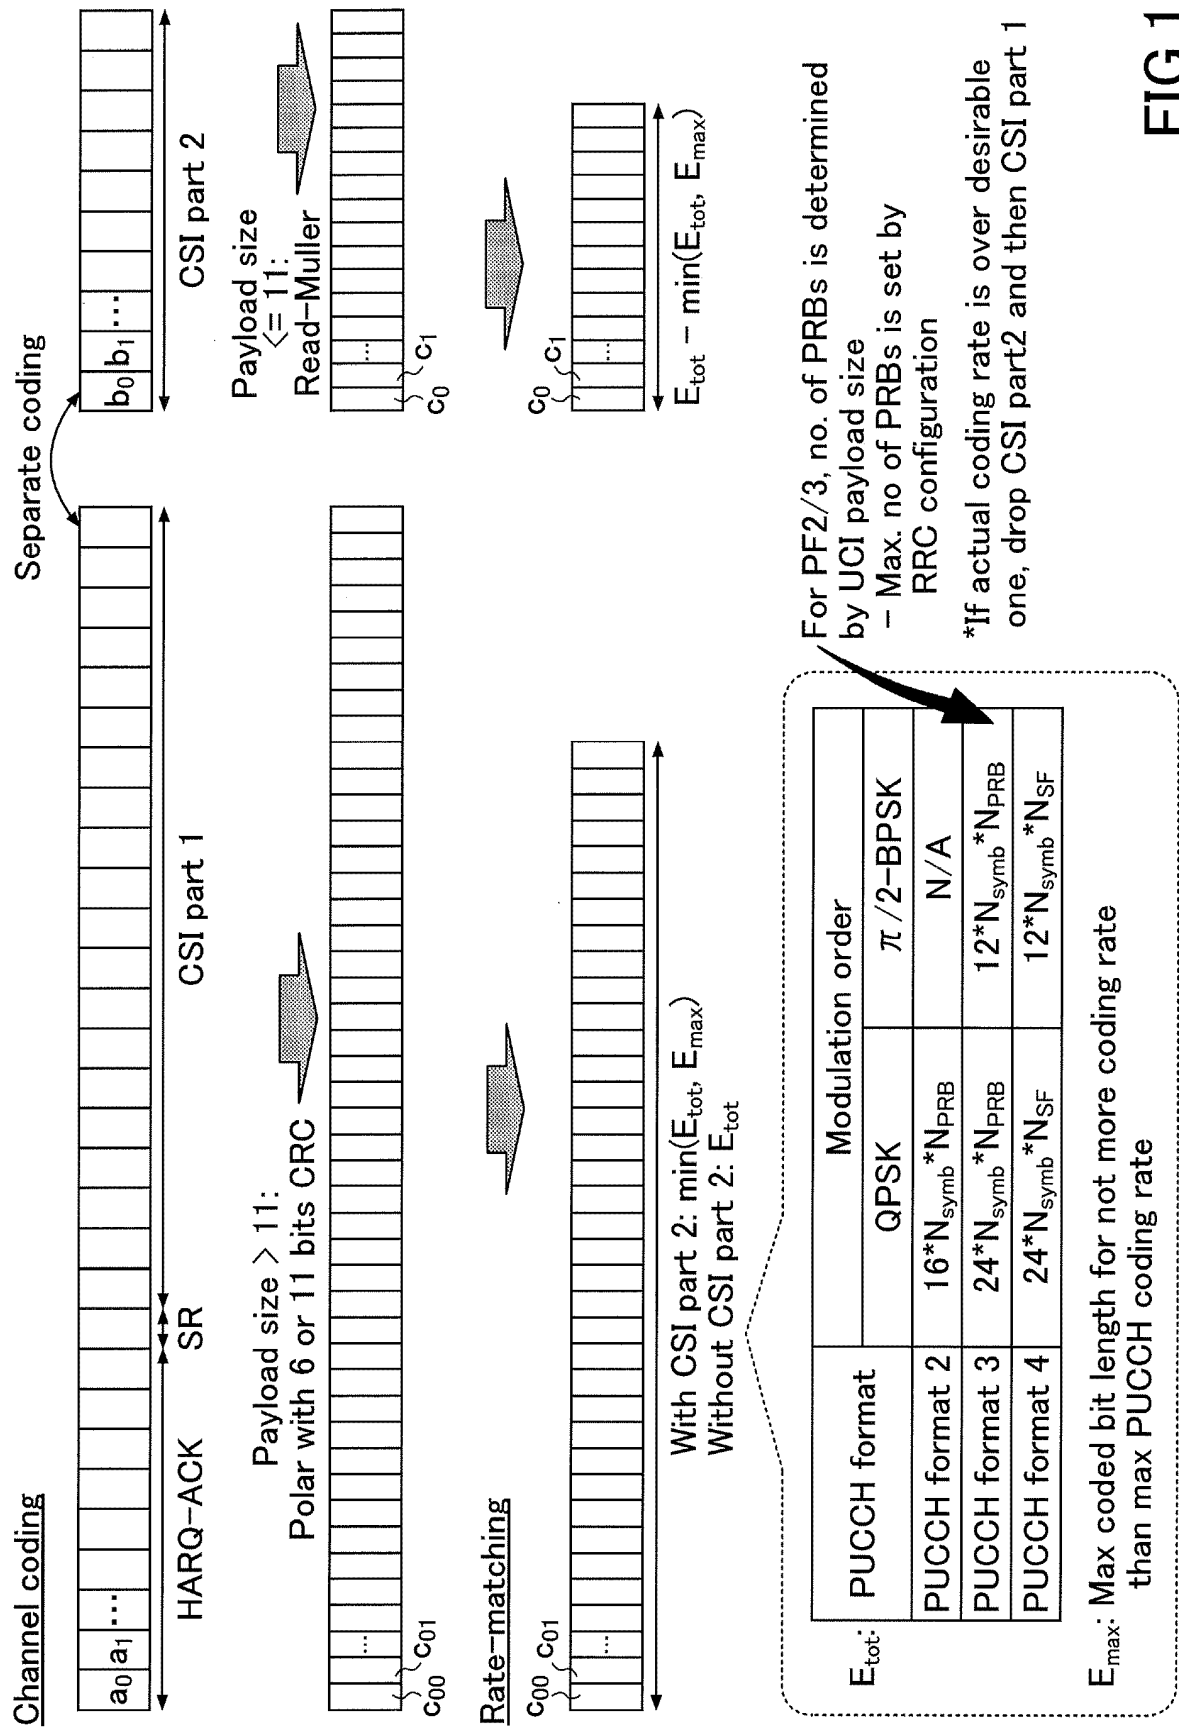 Channel coding
Separate coding
a0 a1 ...
b0 b1 ...
HARQ-ACK
SR
CSI part 1
CSI part 2
Payload size > 11:
Polar with 6 or 11 bits CRC
Payload size
<= 11:
Read-Muller
...
c00 c01
...
c0 c1
Rate-matching
c00 c01
...
c0 c1
...
With CSI part 2: min(Etot, Emax)
Without CSI part 2: Etot
Etot - min(Etot, Emax)
Etot:
PUCCH format
Modulation order
QPSK
π/2-BPSK
PUCCH format 2
16*Nsymb*NPRB
N/A
PUCCH format 3
24*Nsymb*NPRB
12*Nsymb*NPRB
PUCCH format 4
24*Nsymb*NSF
12*Nsymb*NSF
Emax: Max coded bit length for not more coding rate
than max PUCCH coding rate
For PF2/3, no. of PRBs is determined
by UCI payload size
- Max. no of PRBs is set by
RRC configuration
*If actual coding rate is over desirable
one, drop CSI part2 and then CSI part 1
FIG 1